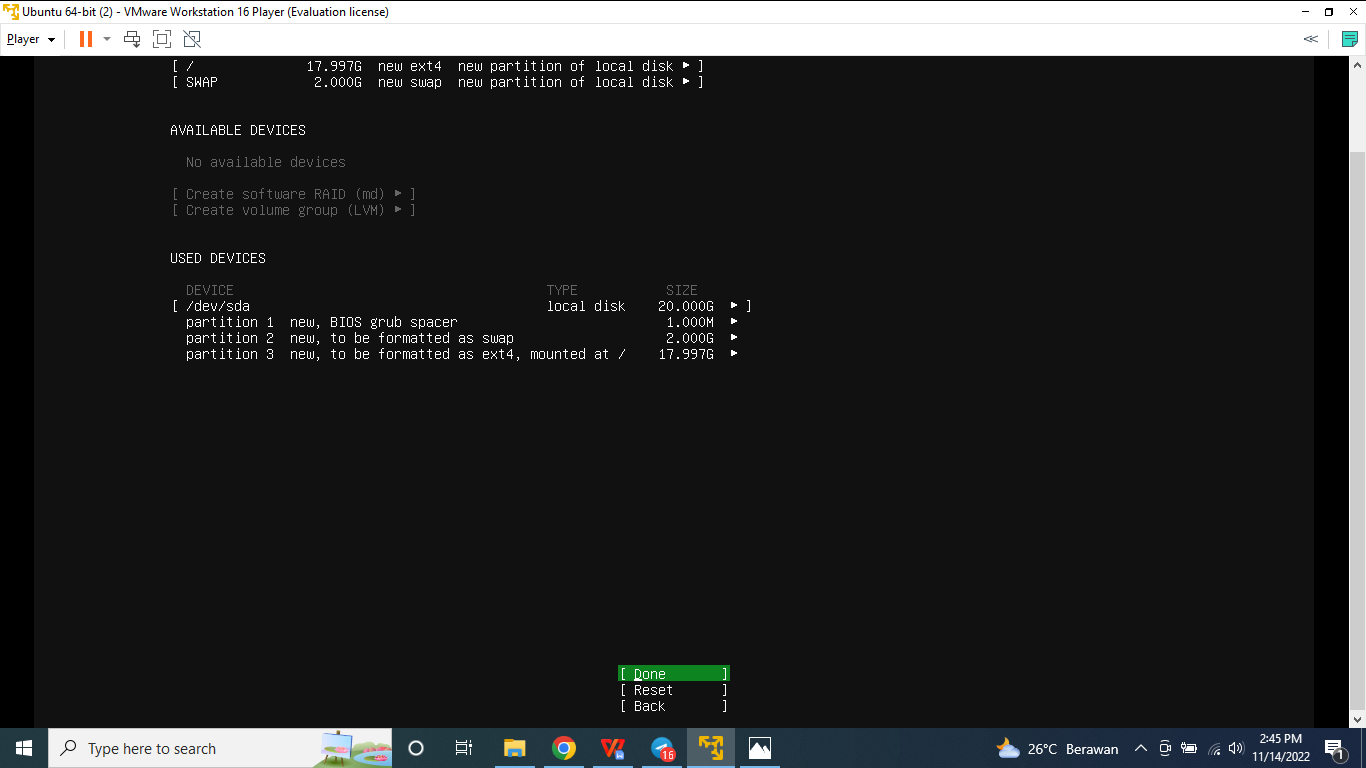 Ubuntu 64-bit (2) - VMware Workstation 16 Player (Evaluation license)
Player
[ /              17.997G  new ext4  new partition of local disk ▸ ]
[ SWAP            2.000G  new swap  new partition of local disk ▸ ]
AVAILABLE DEVICES
No available devices
[ Create software RAID (md) ▸ ]
[ Create volume group (LVM) ▸ ]
USED DEVICES
DEVICE                                       TYPE           SIZE
[ /dev/sda                                     local disk    20.000G  ▸ ]
partition 1  new, BIOS grub spacer                          1.000M  ▸
partition 2  new, to be formatted as swap                   2.000G  ▸
partition 3  new, to be formatted as ext4, mounted at /    17.997G  ▸
[ Done       ]
[ Reset      ]
[ Back       ]
Type here to search
16
26°C Berawan
2:45 PM
11/14/2022
1